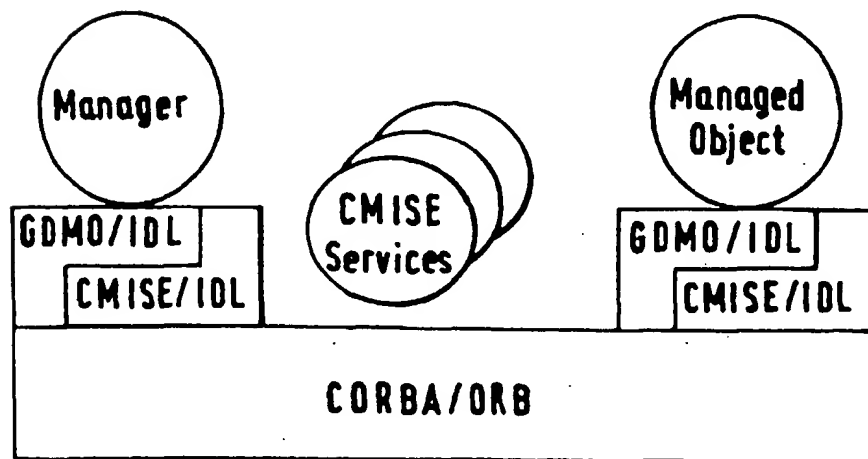 Manager
Managed
Object
CMISE
Services
GDMO/IDL
CMISE/IDL
GDMO/IDL
CMISE/IDL
CORBA/ORB